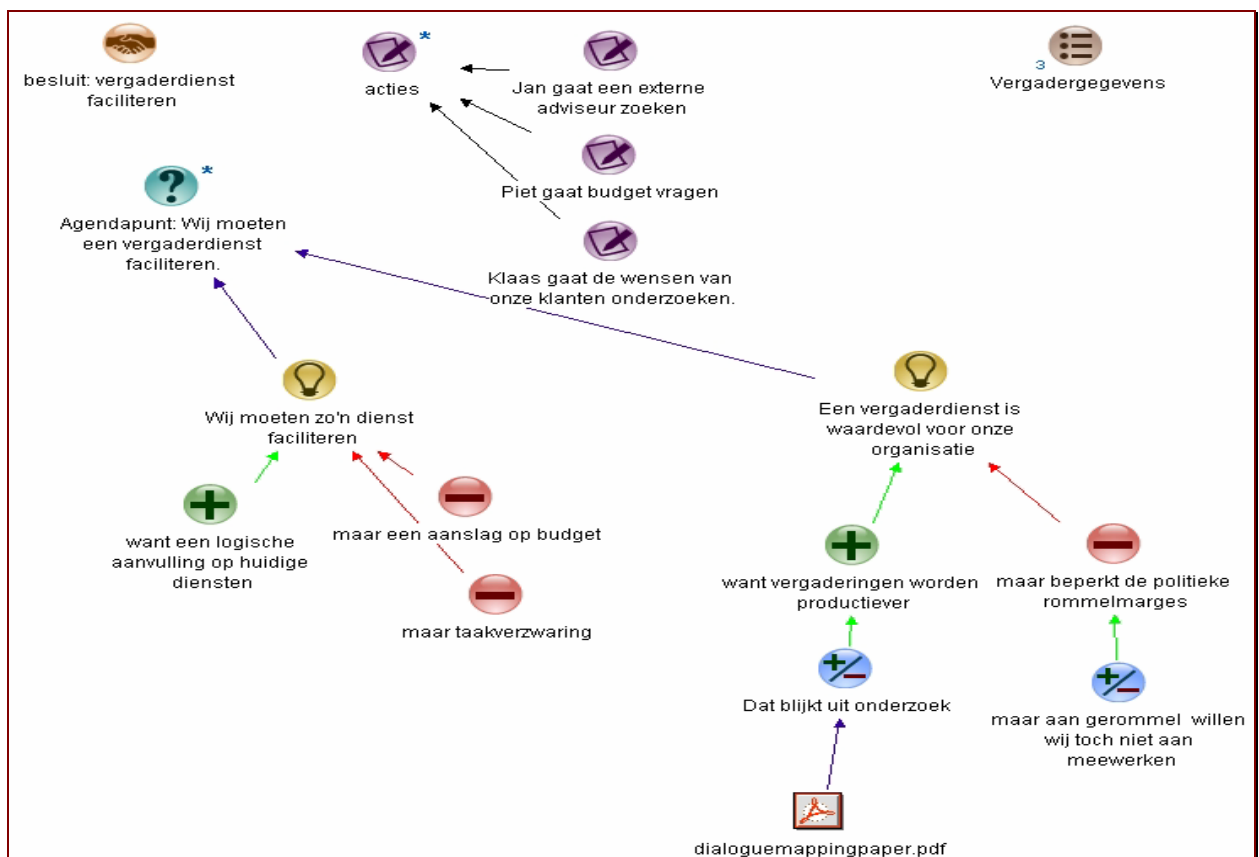 besluit: vergaderdienst
faciliteren
*
acties
Jan gaat een externe
adviseur zoeken
3
Vergadergegevens
Piet gaat budget vragen
?
*
Agendapunt: Wij moeten
een vergaderdienst
faciliteren.
Klaas gaat de wensen van
onze klanten onderzoeken.
Wij moeten zo'n dienst
faciliteren
Een vergaderdienst is
waardevol voor onze
organisatie
want een logische
aanvulling op huidige
diensten
maar een aanslag op budget
maar taakverzwaring
want vergaderingen worden
productiever
maar beperkt de politieke
rommelmarges
Dat blijkt uit onderzoek
maar aan gerommel willen
wij toch niet aan
meewerken
dialoguemappingpaper.pdf